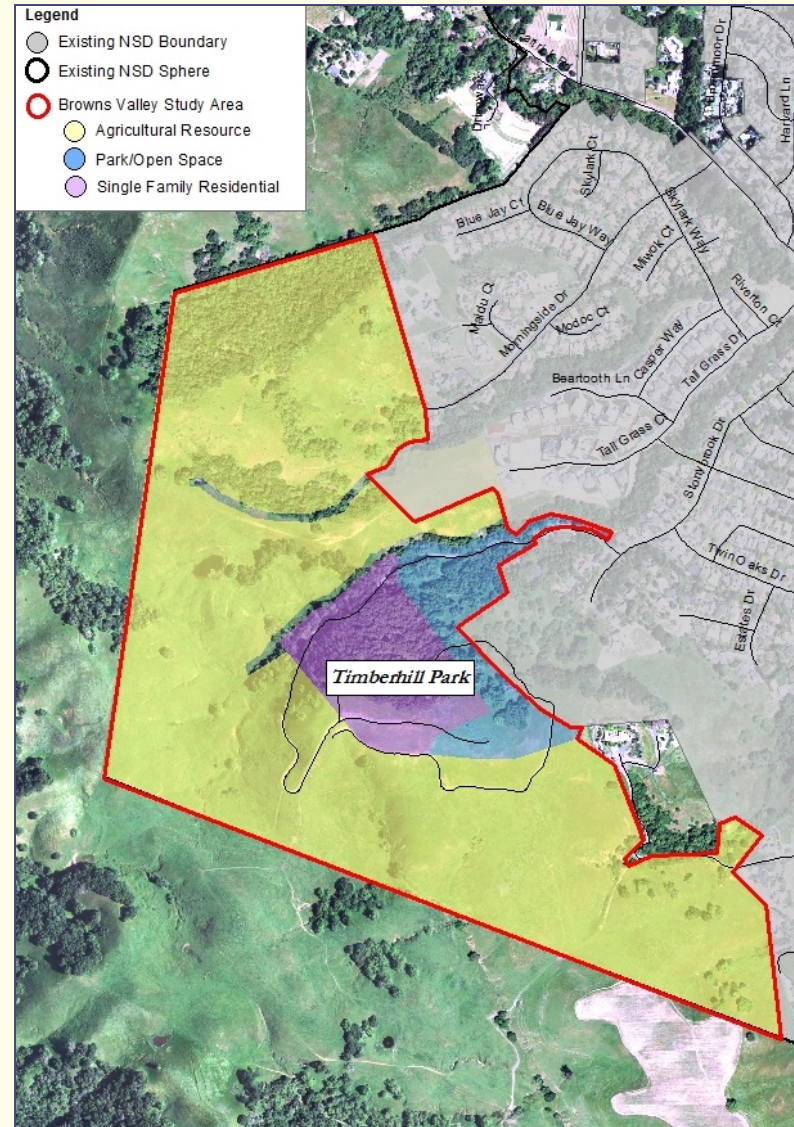 Legend
Existing NSD Boundary
Existing NSD Sphere
Browns Valley Study Area
Agricultural Resource
Park/Open Space
Single Family Residential
Harvard Ln
Skylark Ct
Blue Jay Ct
Blue Jay Way
Skylark Way
Miwok Ct
Riverton Ct
Maidu Ct
Morningside Dr
Modoc Ct
Casper Way
Tall Grass Dr
Beartooth Ln
Tall Grass Ct
Stonybrook Dr
Twin Oaks Dr
Estates Dr
Timberhill Park